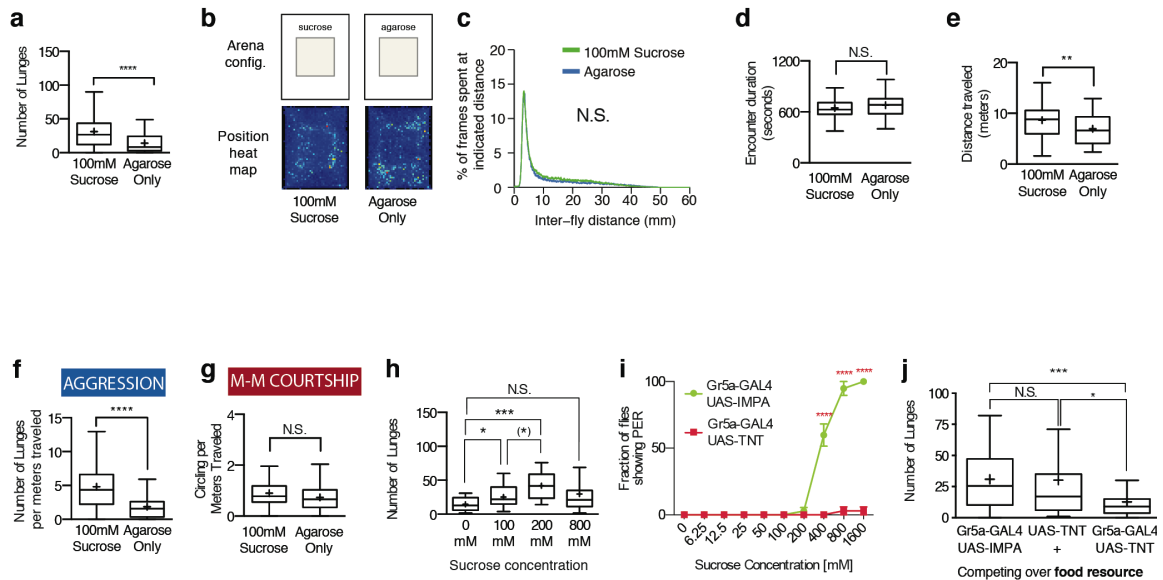 a
Number of Lunges
150
100
50
0
****
100mM
Sucrose
Agarose
Only
b
Arena
config.
sucrose
agarose
Position
heat
map
100mM
Sucrose
Agarose
Only
c
% of frames spent at
indicated distance
20
15
10
5
0
100mM Sucrose
Agarose
N.S.
0 10 20 30 40 50 60
Inter-fly distance (mm)
d
Encounter duration
(seconds)
1200
600
0
N.S.
100mM
Sucrose
Agarose
Only
e
Distance traveled
(meters)
20
15
10
5
0
**
100mM
Sucrose
Agarose
Only
f
AGGRESSION
Number of Lunges
per meters traveled
15
10
5
0
****
100mM
Sucrose
Agarose
Only
g
M-M COURTSHIP
Circling per
Meters Traveled
4
2
0
N.S.
100mM
Sucrose
Agarose
Only
h
Number of Lunges
150
100
50
0
N.S.
***
*
(*)
0 100 200 800
mM mM mM mM
Sucrose concentration
i
Fraction of flies
showing PER
100
50
0
Gr5a-GAL4
UAS-IMPA
Gr5a-GAL4
UAS-TNT
****
****
****
0 6.25 12.5 25 50 100 200 400 800 1600
Sucrose Concentration [mM]
j
Number of Lunges
100
75
50
25
0
***
N.S.
*
Gr5a-GAL4 UAS-TNT Gr5a-GAL4
UAS-IMPA + UAS-TNT
Competing over food resource